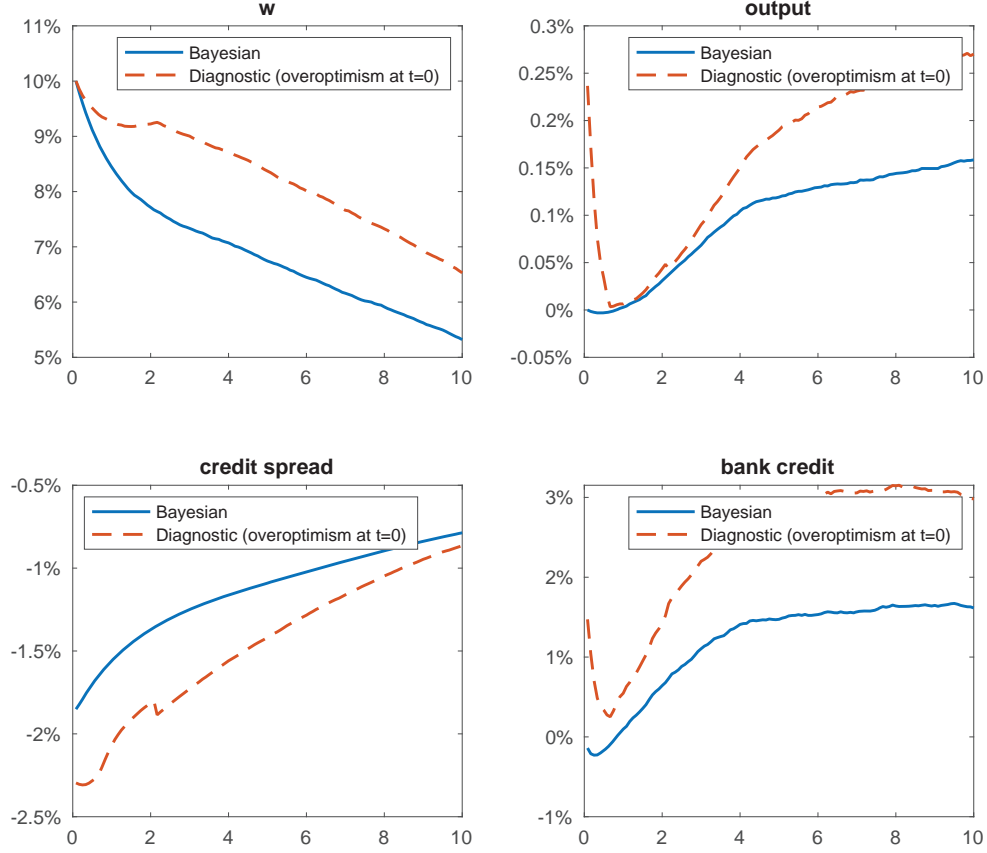 w
11%
10%
9%
8%
7%
6%
5%
0 2 4 6 8 10
Bayesian
Diagnostic (overoptimism at t=0)
output
0.3%
0.25%
0.2%
0.15%
0.1%
0.05%
0%
-0.05%
0 2 4 6 8 10
Bayesian
Diagnostic (overoptimism at t=0)
credit spread
-0.5%
-1%
-1.5%
-2%
-2.5%
0 2 4 6 8 10
Bayesian
Diagnostic (overoptimism at t=0)
bank credit
3%
2%
1%
0%
-1%
0 2 4 6 8 10
Bayesian
Diagnostic (overoptimism at t=0)